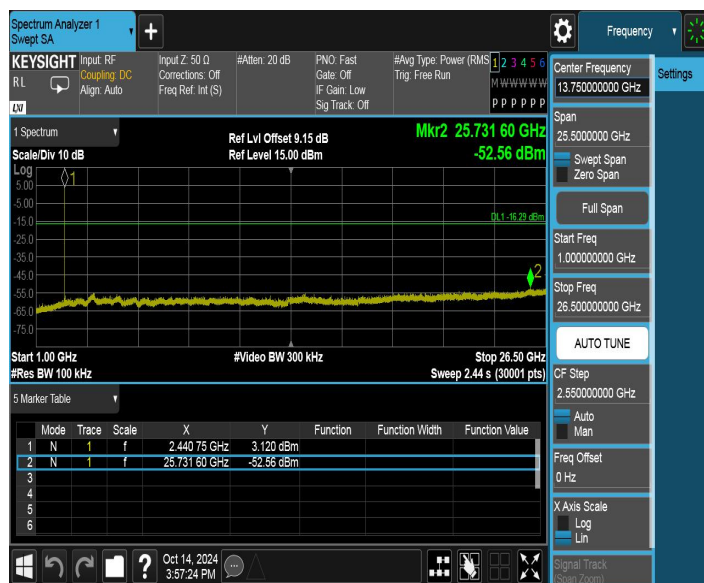 Spectrum Analyzer 1
Swept SA
+
Frequency
KEYSIGHT
R L
LXI
Input: RF
Coupling: DC
Align: Auto
Input Z: 50 Ω
Corrections: Off
Freq Ref: Int (S)
#Atten: 20 dB
PNO: Fast
Gate: Off
IF Gain: Low
Sig Track: Off
#Avg Type: Power (RMS
Trig: Free Run
1 2 3 4 5 6
M W W W W W
P P P P P P
1 Spectrum
Scale/Div 10 dB
Ref Lvl Offset 9.15 dB
Ref Level 15.00 dBm
Mkr2 25.731 60 GHz
-52.56 dBm
Log
5.00
-5.00
-15.0
-25.0
-35.0
-45.0
-55.0
-65.0
-75.0
1
DL1 -16.29 dBm
2
Start 1.00 GHz
#Video BW 300 kHz
Stop 26.50 GHz
#Res BW 100 kHz
Sweep 2.44 s (30001 pts)
5 Marker Table
Mode Trace Scale X Y Function Function Width Function Value
1 N 1 f 2.440 75 GHz 3.120 dBm
2 N 1 f 25.731 60 GHz -52.56 dBm
3
4
5
6
?
Oct 14, 2024
3:57:24 PM
Center Frequency
13.750000000 GHz
Settings
Span
25.5000000 GHz
Swept Span
Zero Span
Full Span
Start Freq
1.000000000 GHz
Stop Freq
26.500000000 GHz
AUTO TUNE
CF Step
2.550000000 GHz
Auto
Man
Freq Offset
0 Hz
X Axis Scale
Log
Lin
Signal Track
(Span Zoom)